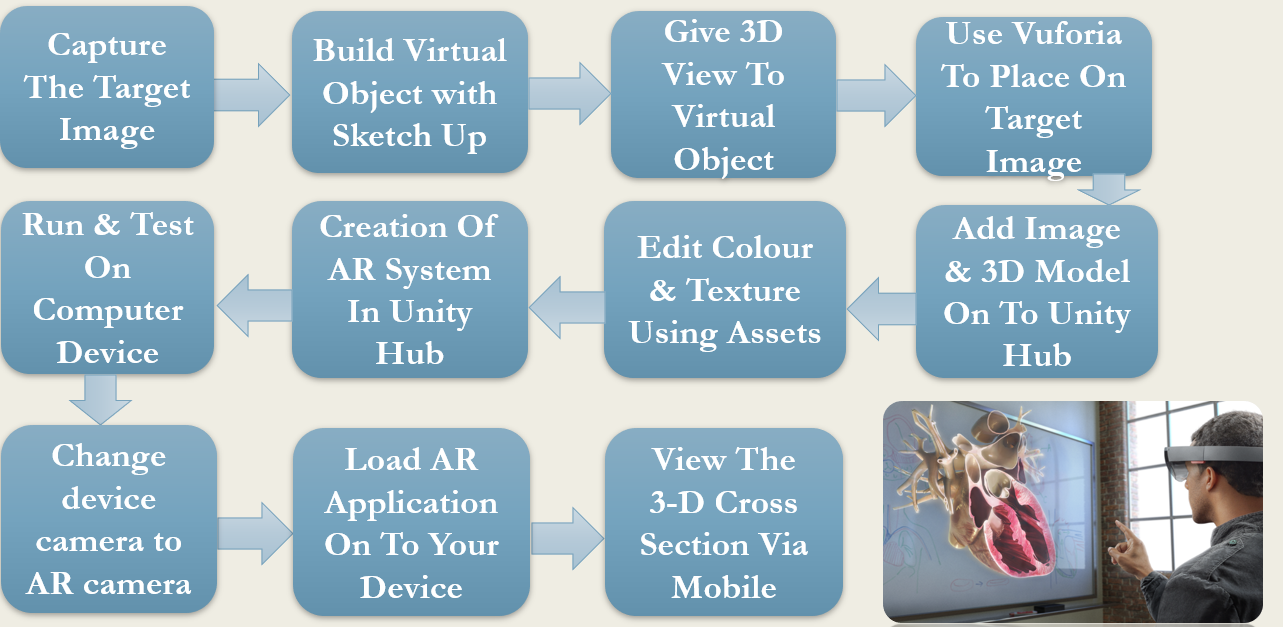 Capture
The Target
Image
Build Virtual
Object with
Sketch Up
Give 3D
View To
Virtual
Object
Use Vuforia
To Place On
Target
Image
Add Image
& 3D Model
On To Unity
Hub
Edit Colour
& Texture
Using Assets
Creation Of
AR System
In Unity
Hub
Run & Test
On
Computer
Device
Change
device
camera to
AR camera
Load AR
Application
On To Your
Device
View The
3-D Cross
Section Via
Mobile